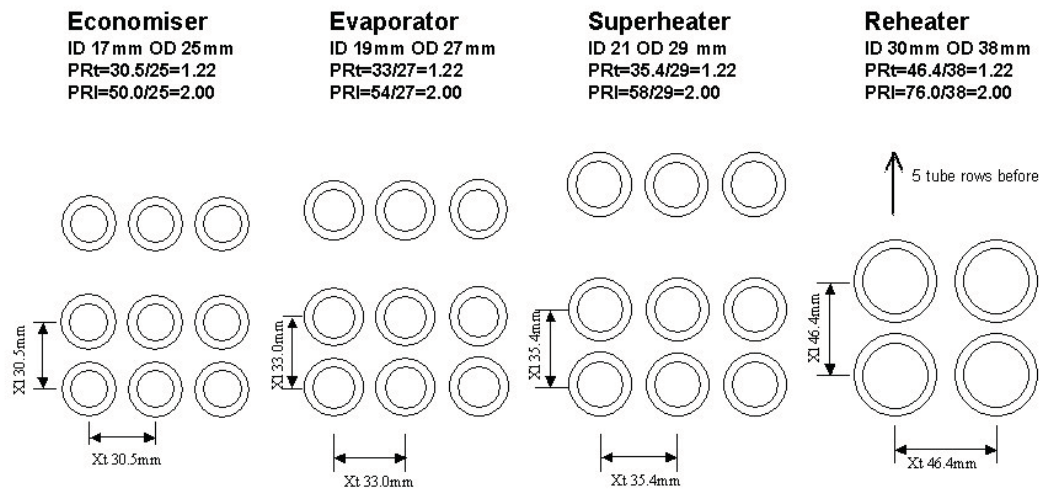 Economiser
ID 17mm OD 25mm
PRt=30.5/25=1.22
PRl=50.0/25=2.00
Evaporator
ID 19mm OD 27mm
PRt=33/27=1.22
PRl=54/27=2.00
Superheater
ID 21 OD 29 mm
PRt=35.4/29=1.22
PRl=58/29=2.00
Reheater
ID 30mm OD 38mm
PRt=46.4/38=1.22
PRl=76.0/38=2.00
5 tube rows before
Xl 30.5mm
Xt 30.5mm
Xl 33.0mm
Xt 33.0mm
Xl 35.4mm
Xt 35.4mm
Xl 46.4mm
Xt 46.4mm